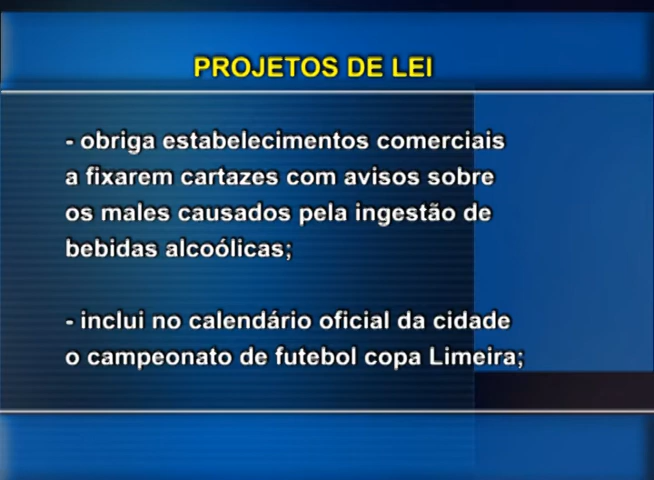 PROJETOS DE LEI
- obriga estabelecimentos comerciais
a fixarem cartazes com avisos sobre
os males causados pela ingestão de
bebidas alcoólicas;
- inclui no calendário oficial da cidade
o campeonato de futebol copa Limeira;